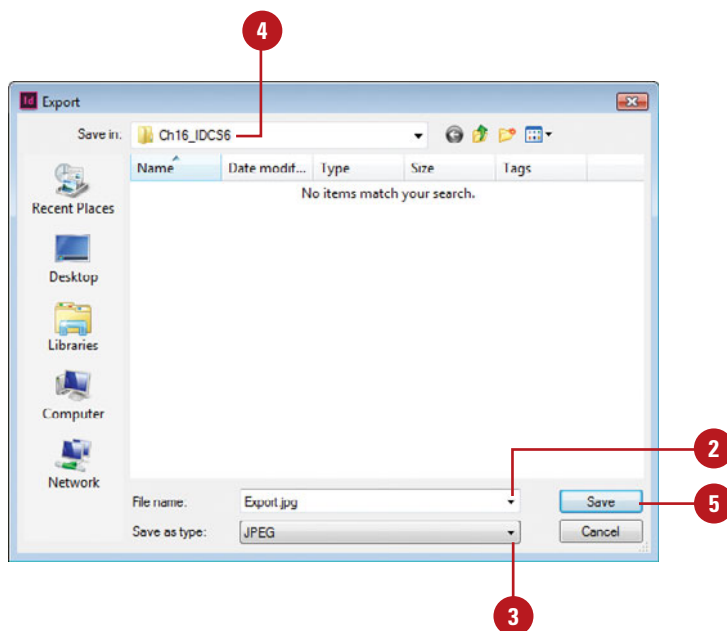 4
Id Export
Save in: Ch16_IDCS6
Name Date modif... Type Size Tags
No items match your search.
Recent Places
Desktop
Libraries
Computer
Network
2
File name: Export.jpg Save
5
Save as type: JPEG Cancel
3